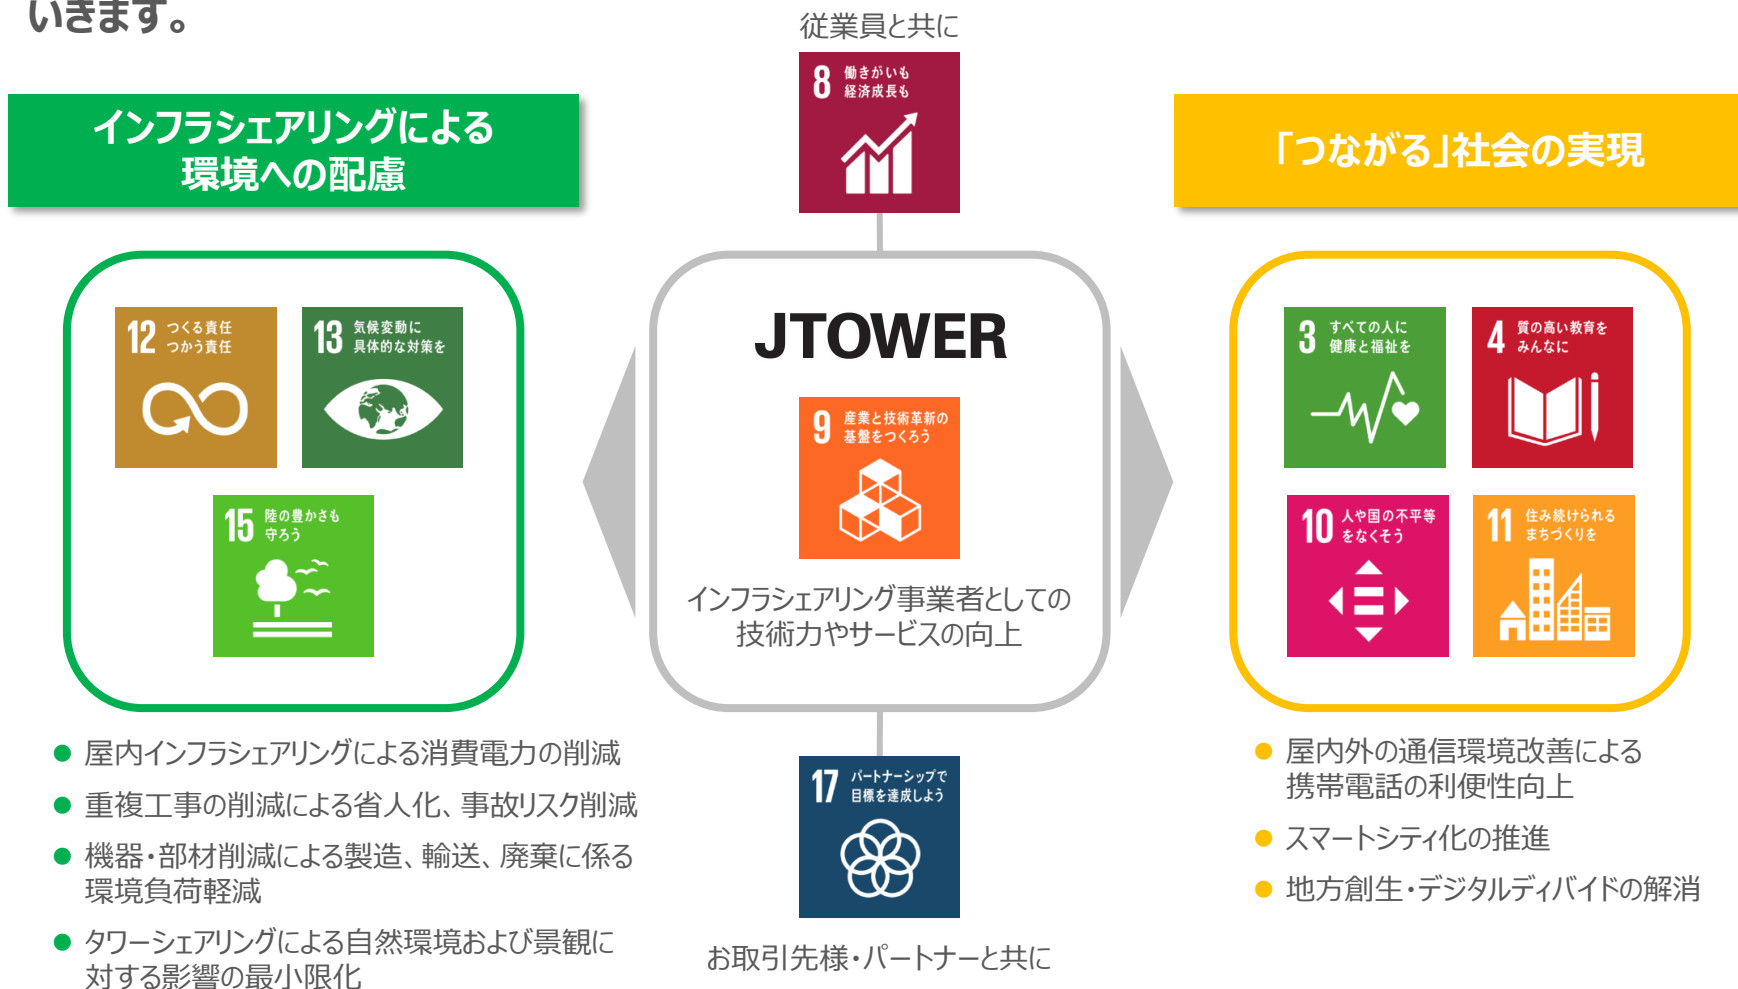 いきます。
従業員と共に
8 働きがいも
経済成長も
インフラシェアリングによる
環境への配慮
12 つくる責任
つかう責任
13 気候変動に
具体的な対策を
15 陸の豊かさも
守ろう
● 屋内インフラシェアリングによる消費電力の削減
● 重複工事の削減による省人化、事故リスク削減
● 機器・部材削減による製造、輸送、廃棄に係る
環境負荷軽減
● タワーシェアリングによる自然環境および景観に
対する影響の最小限化
JTOWER
9 産業と技術革新の
基盤をつくろう
インフラシェアリング事業者としての
技術力やサービスの向上
17 パートナーシップで
目標を達成しよう
お取引先様・パートナーと共に
「つながる」社会の実現
3 すべての人に
健康と福祉を
4 質の高い教育を
みんなに
10 人や国の不平等
をなくそう
11 住み続けられる
まちづくりを
● 屋内外の通信環境改善による
携帯電話の利便性向上
● スマートシティ化の推進
● 地方創生・デジタルディバイドの解消